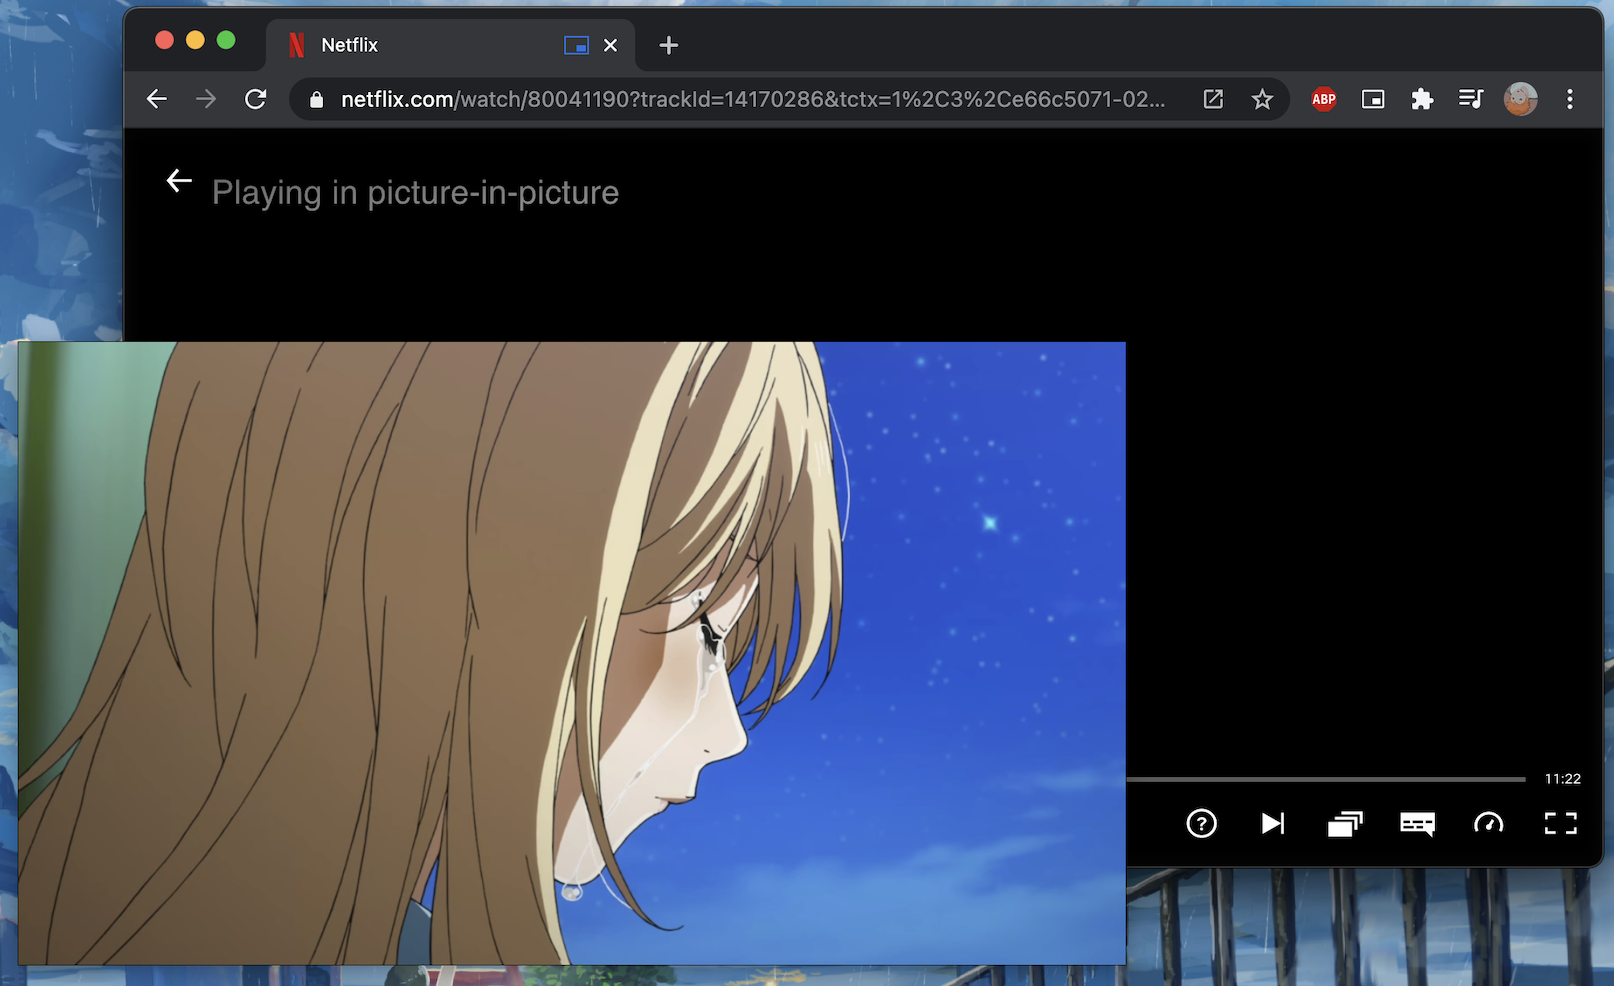 Netflix
netflix.com/watch/80041190?trackId=14170286&tctx=1%2C3%2Ce66c5071-02...
ABP
Playing in picture-in-picture
11:22
?